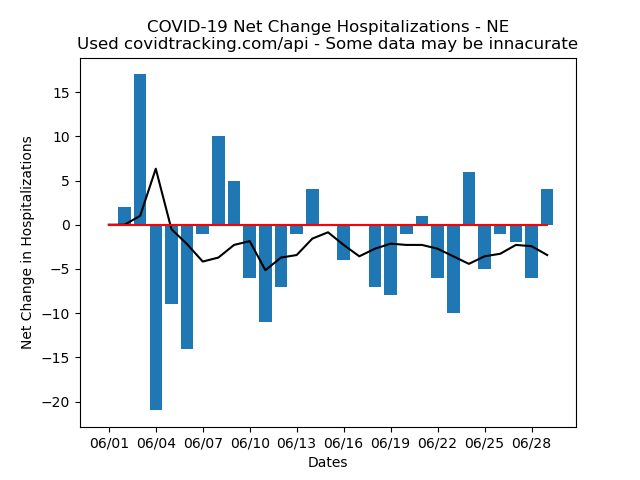 COVID-19 Net Change Hospitalizations - NE
Used covidtracking.com/api - Some data may be innacurate
Net Change in Hospitalizations
15
10
5
0
−5
−10
−15
−20
06/01 06/04 06/07 06/10 06/13 06/16 06/19 06/22 06/25 06/28
Dates